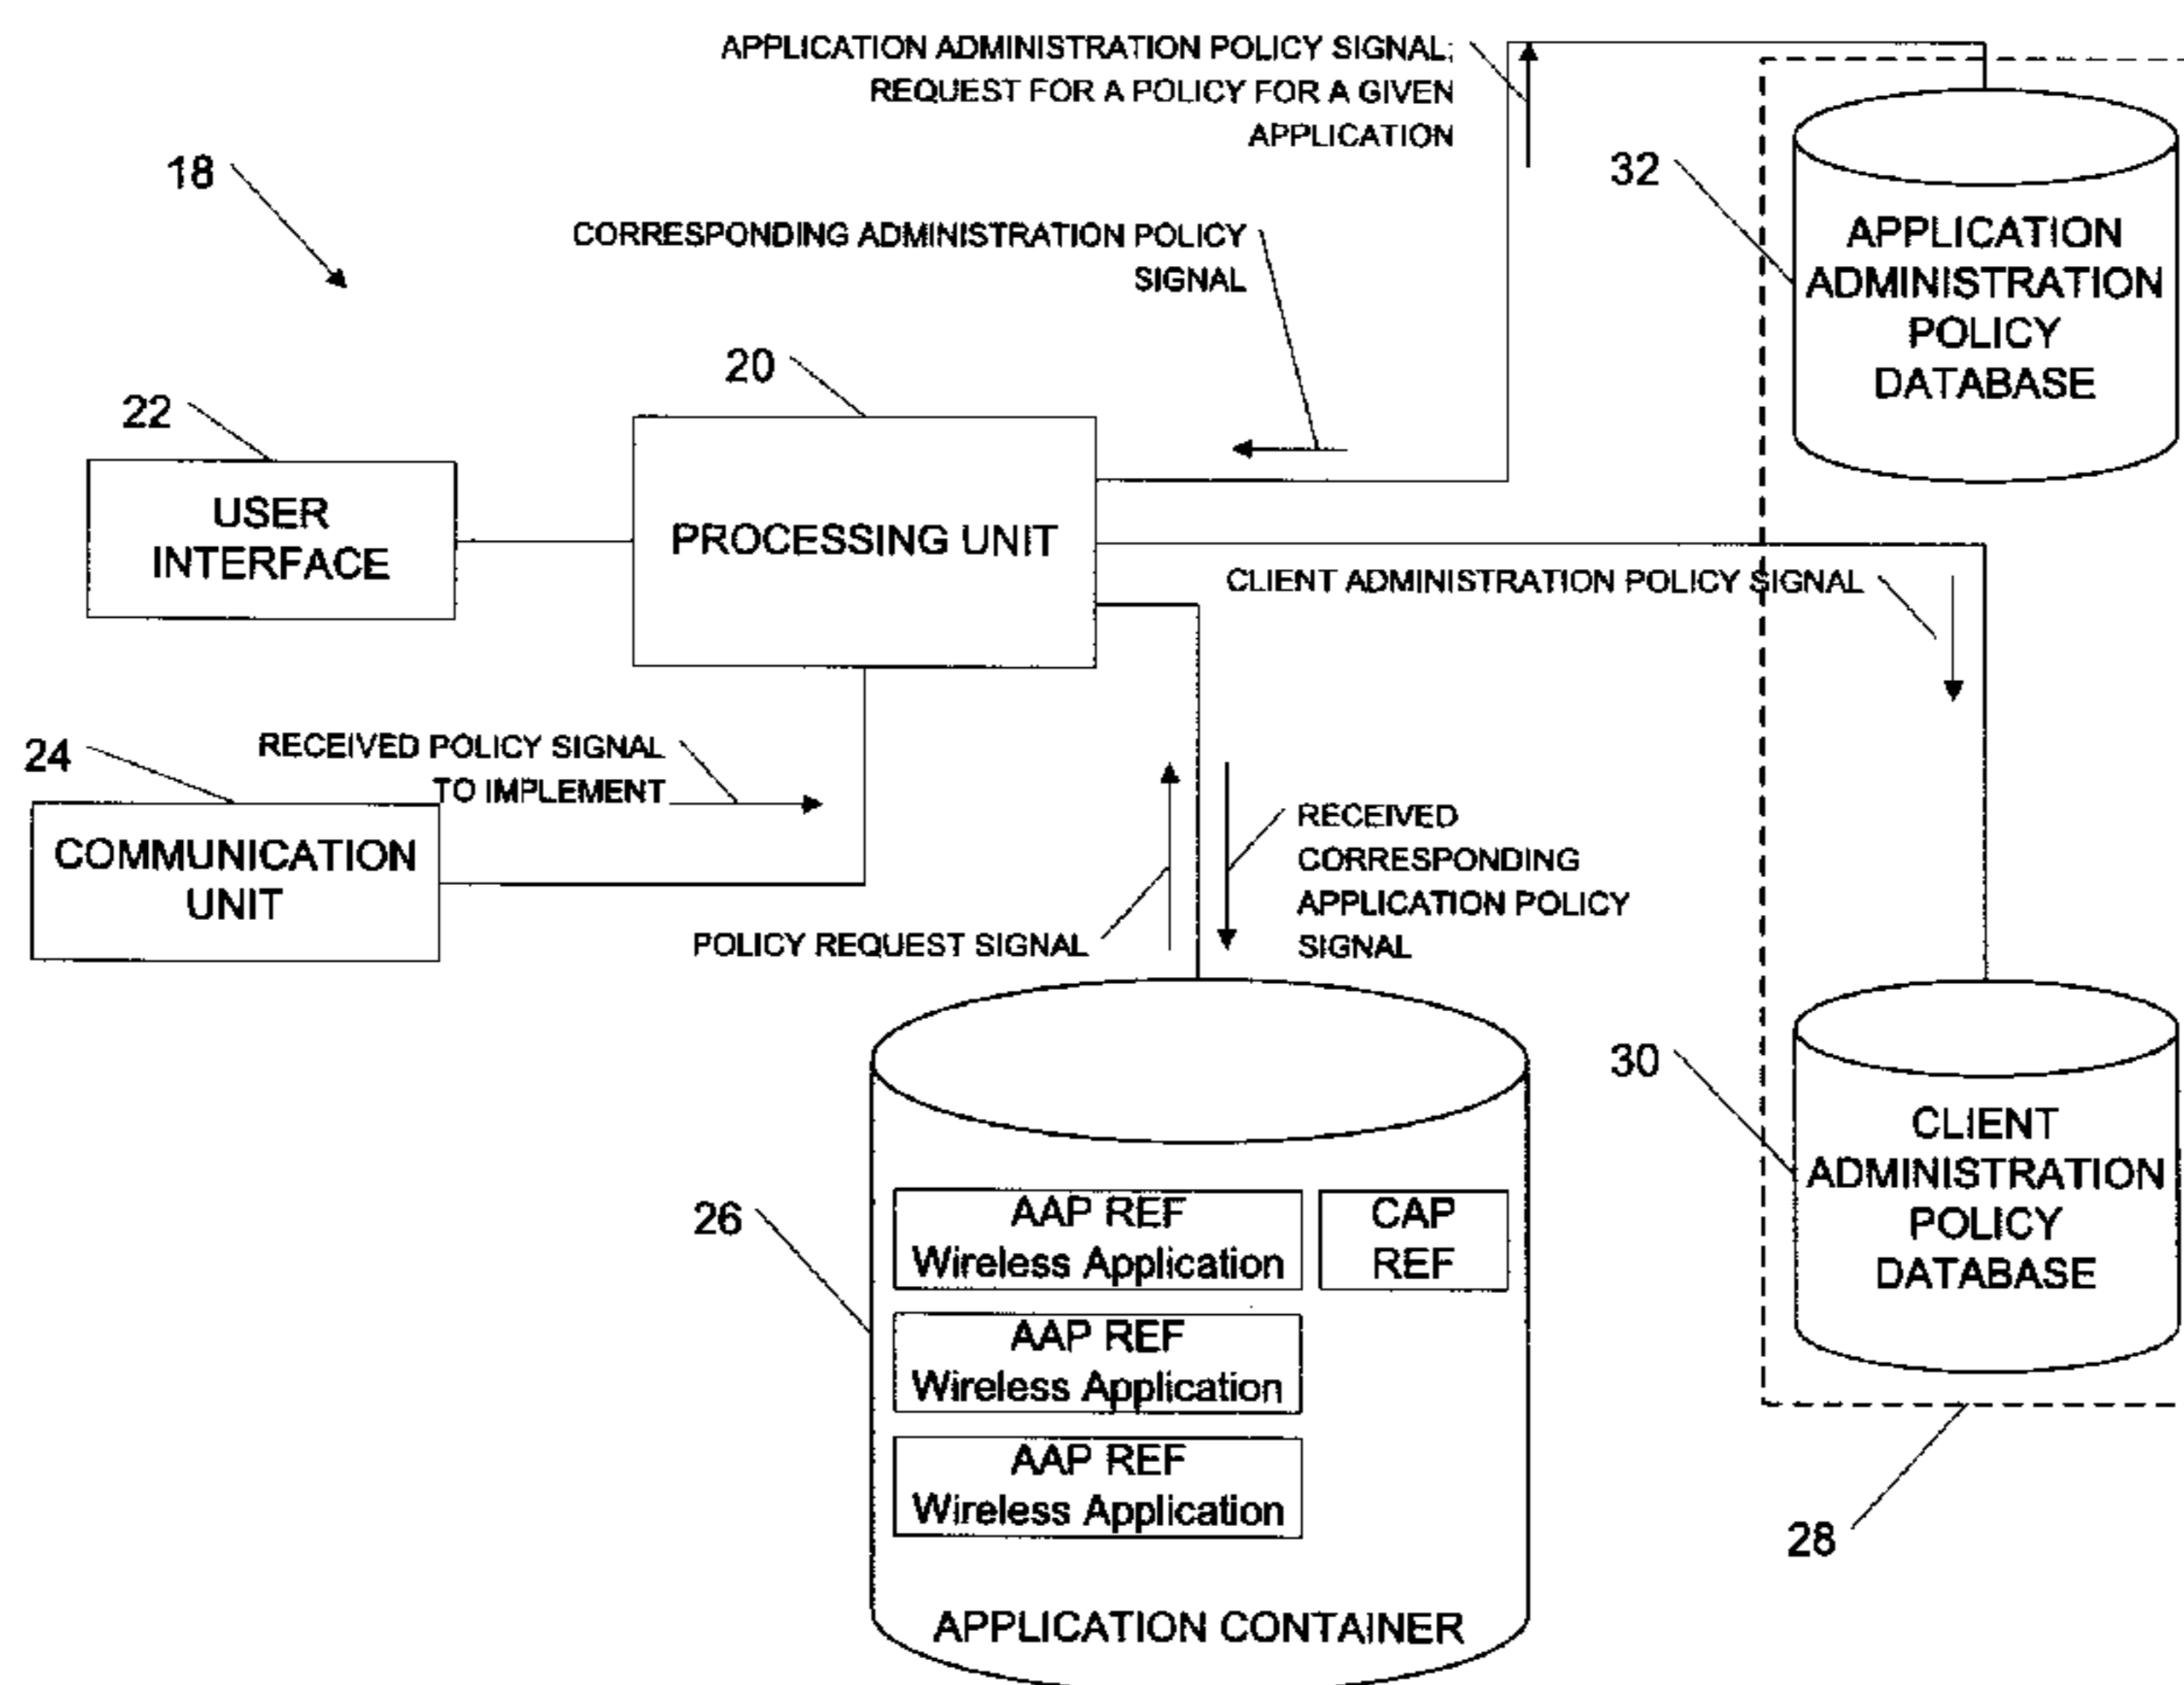 APPLICATION ADMINISTRATION POLICY SIGNAL;
REQUEST FOR A POLICY FOR A GIVEN
APPLICATION
18
32
APPLICATION
ADMINISTRATION
POLICY
DATABASE
CORRESPONDING ADMINISTRATION POLICY
SIGNAL
20
22
USER
INTERFACE
PROCESSING UNIT
CLIENT ADMINISTRATION POLICY SIGNAL
24
RECEIVED POLICY SIGNAL
TO IMPLEMENT
COMMUNICATION
UNIT
POLICY REQUEST SIGNAL
RECEIVED
CORRESPONDING
APPLICATION POLICY
SIGNAL
30
CLIENT
ADMINISTRATION
POLICY
DATABASE
26
AAP REF
Wireless Application
CAP
REF
AAP REF
Wireless Application
AAP REF
Wireless Application
28
APPLICATION CONTAINER